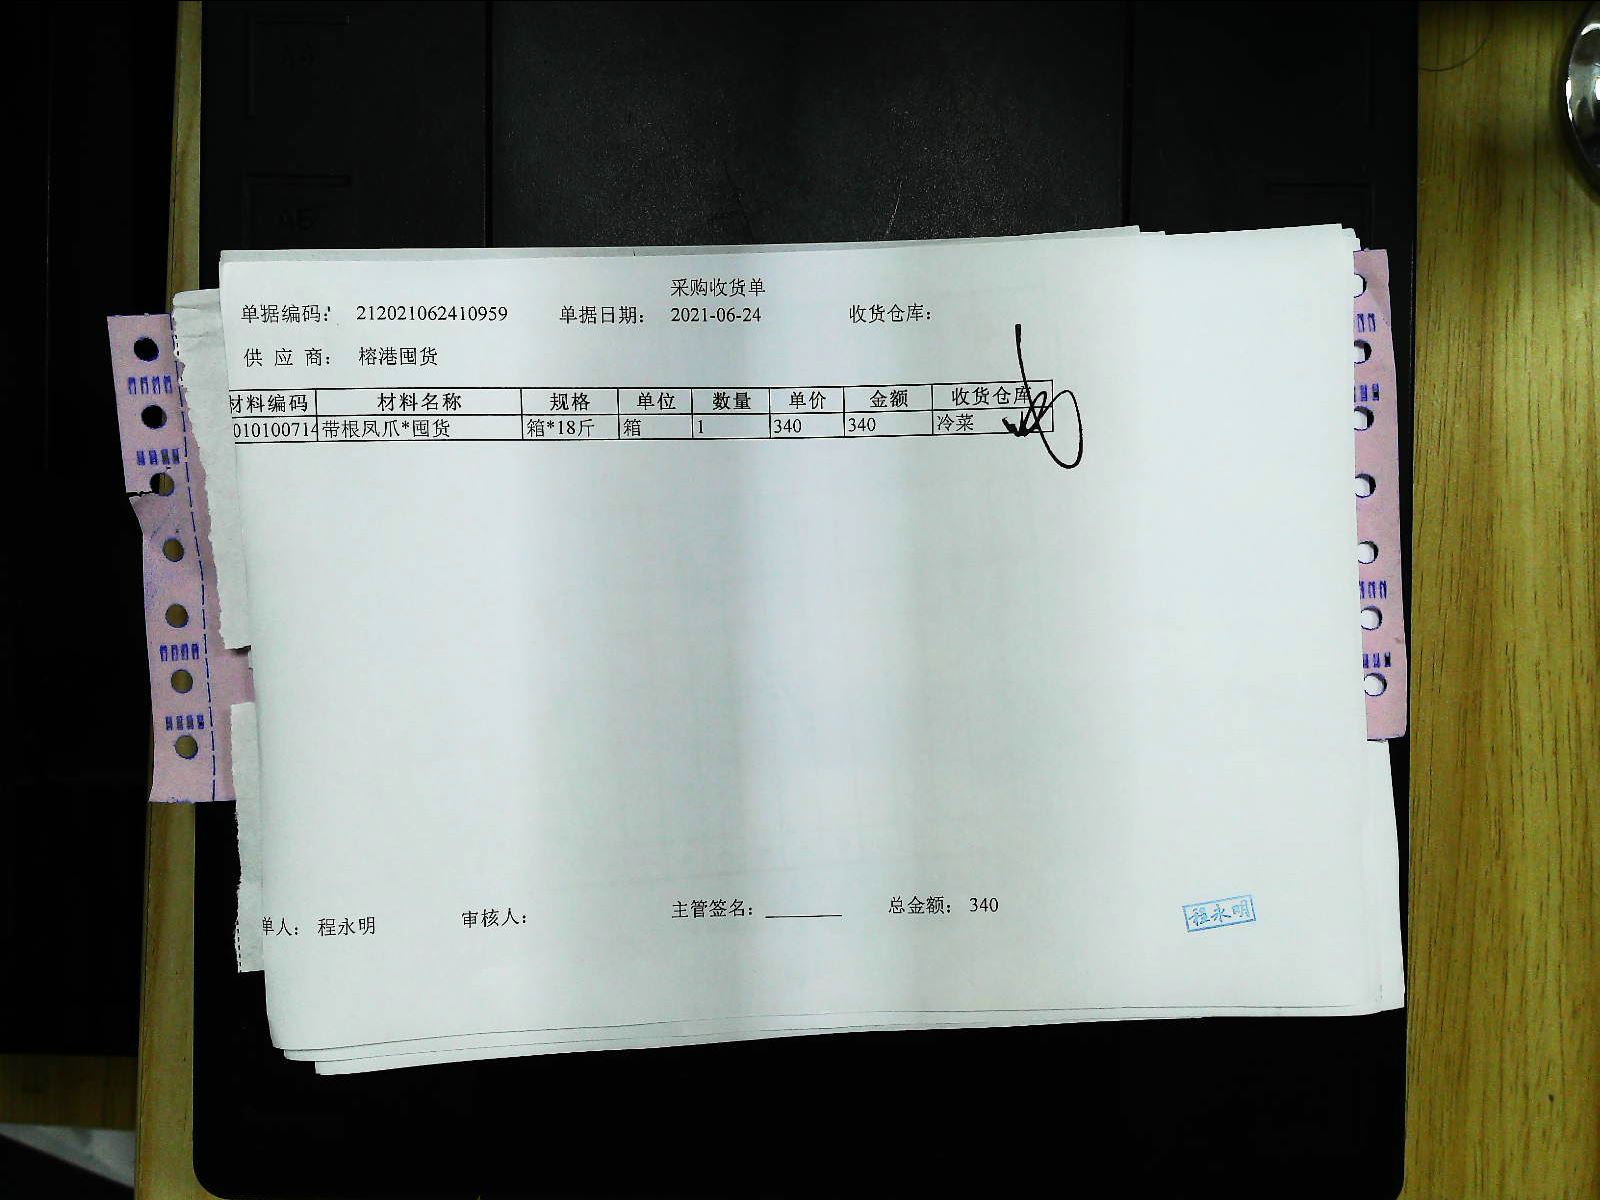 采购收货单
单据编码： 212021062410959 单据日期： 2021-06-24 收货仓库：
供 应 商： 榕港囤货
材料编码 材料名称 规格 单位 数量 单价 金额 收货仓库
010100714 带根凤爪*囤货 箱*18斤 箱 1 340 340 冷菜
单人： 程永明 审核人： 主管签名：________ 总金额： 340
程永明